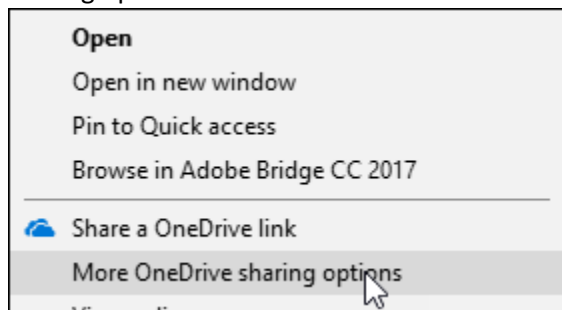 Open
Open in new window
Pin to Quick access
Browse in Adobe Bridge CC 2017
Share a OneDrive link
More OneDrive sharing options